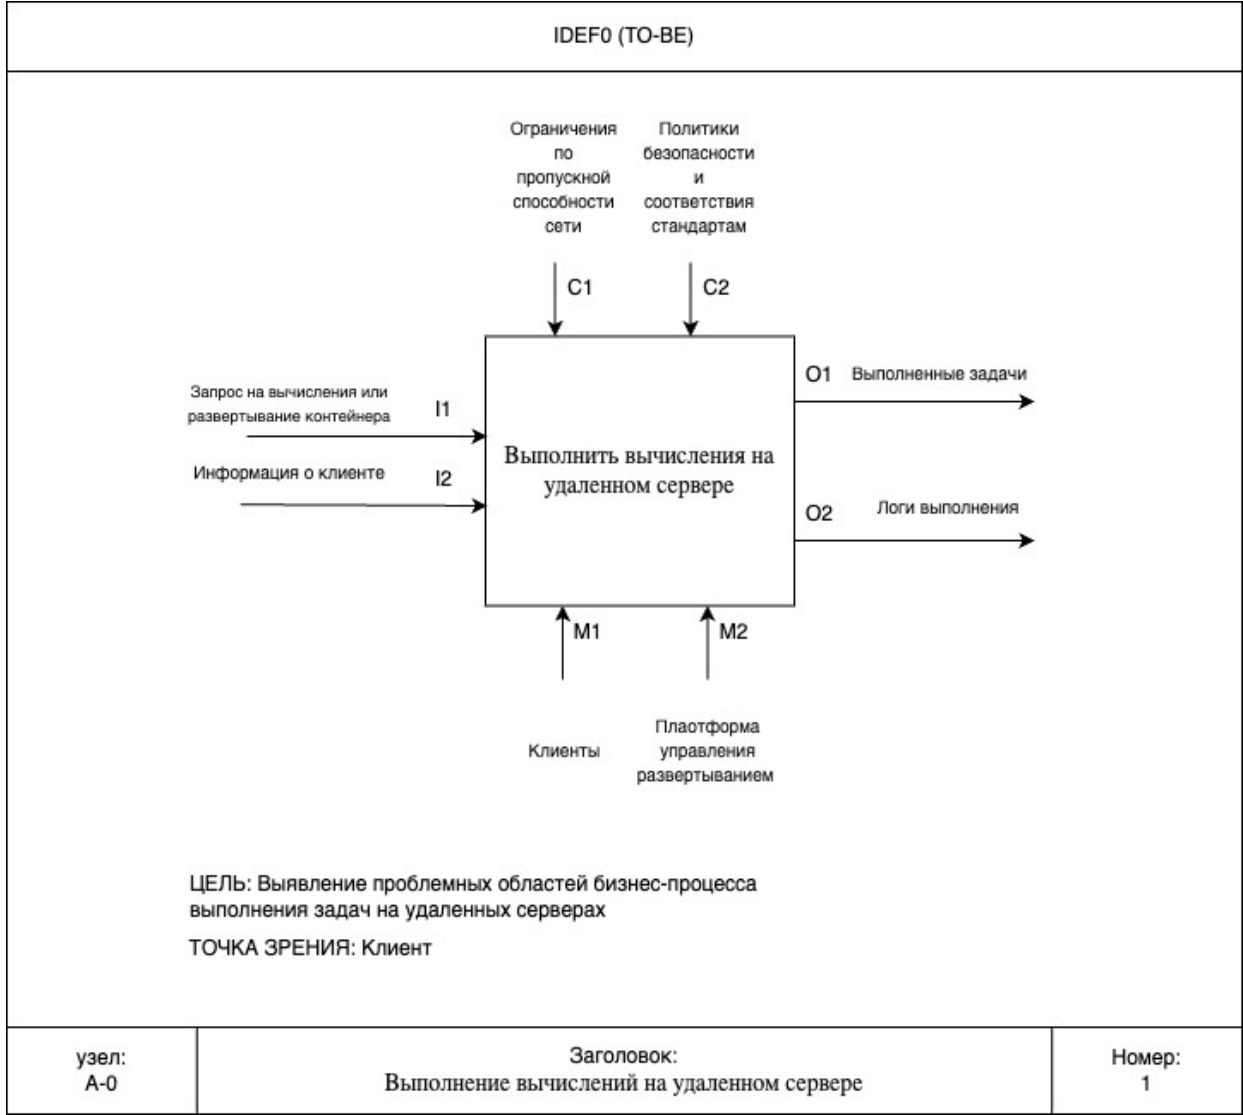 IDEF0 (TO-BE)
Ограничения
по
пропускной
способности
сети
Политики
безопасности
и
соответствия
стандартам
C1
C2
Запрос на вычисления или
развертывание контейнера
I1
Информация о клиенте
I2
Выполнить вычисления на
удаленном сервере
O1
Выполненные задачи
O2
Логи выполнения
M1
M2
Клиенты
Плаотформа
управления
развертыванием
ЦЕЛЬ: Выявление проблемных областей бизнес-процесса
выполнения задач на удаленных серверах
ТОЧКА ЗРЕНИЯ: Клиент
узел:
A-0
Заголовок:
Выполнение вычислений на удаленном сервере
Номер:
1